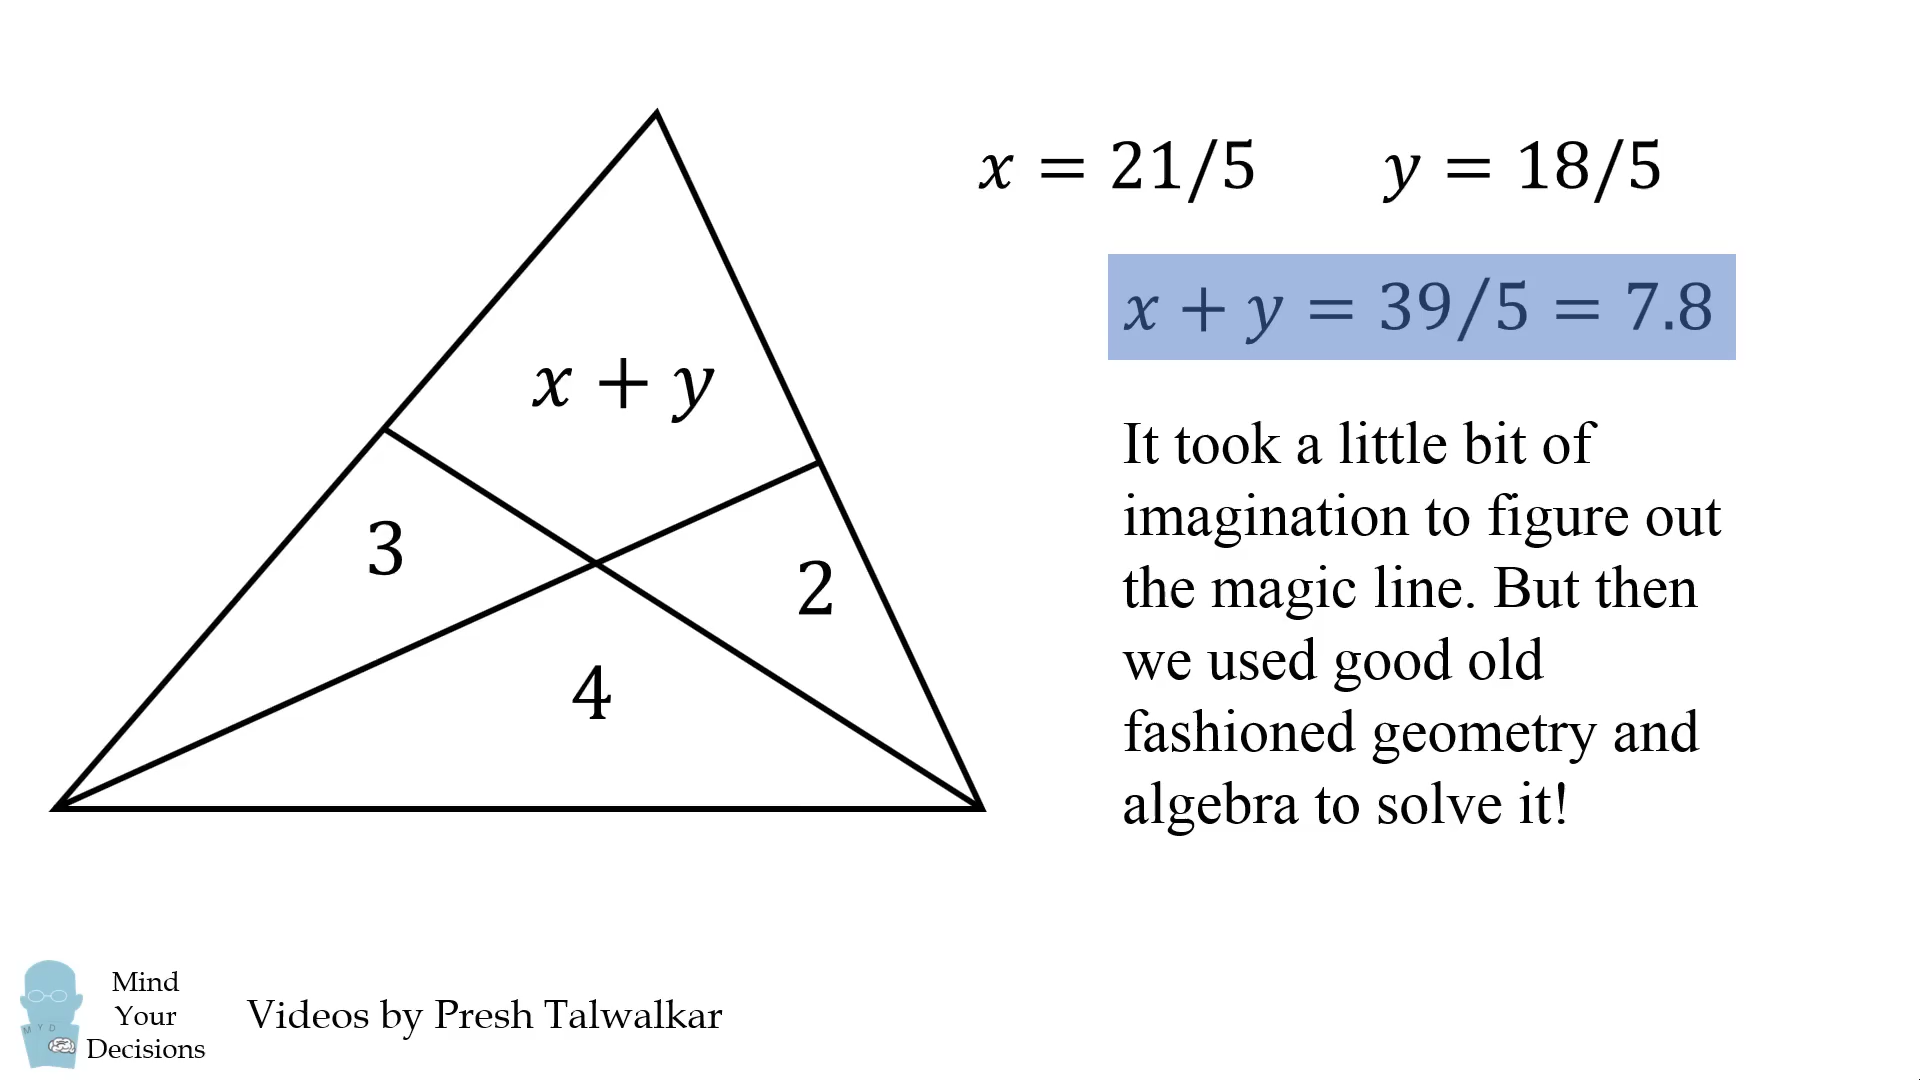 x = 21/5 y = 18/5
x + y = 39/5 = 7.8
x + y
It took a little bit of
imagination to figure out
the magic line. But then
we used good old
fashioned geometry and
algebra to solve it!
3
2
4
Mind
Your
Decisions
M Y D
Videos by Presh Talwalkar